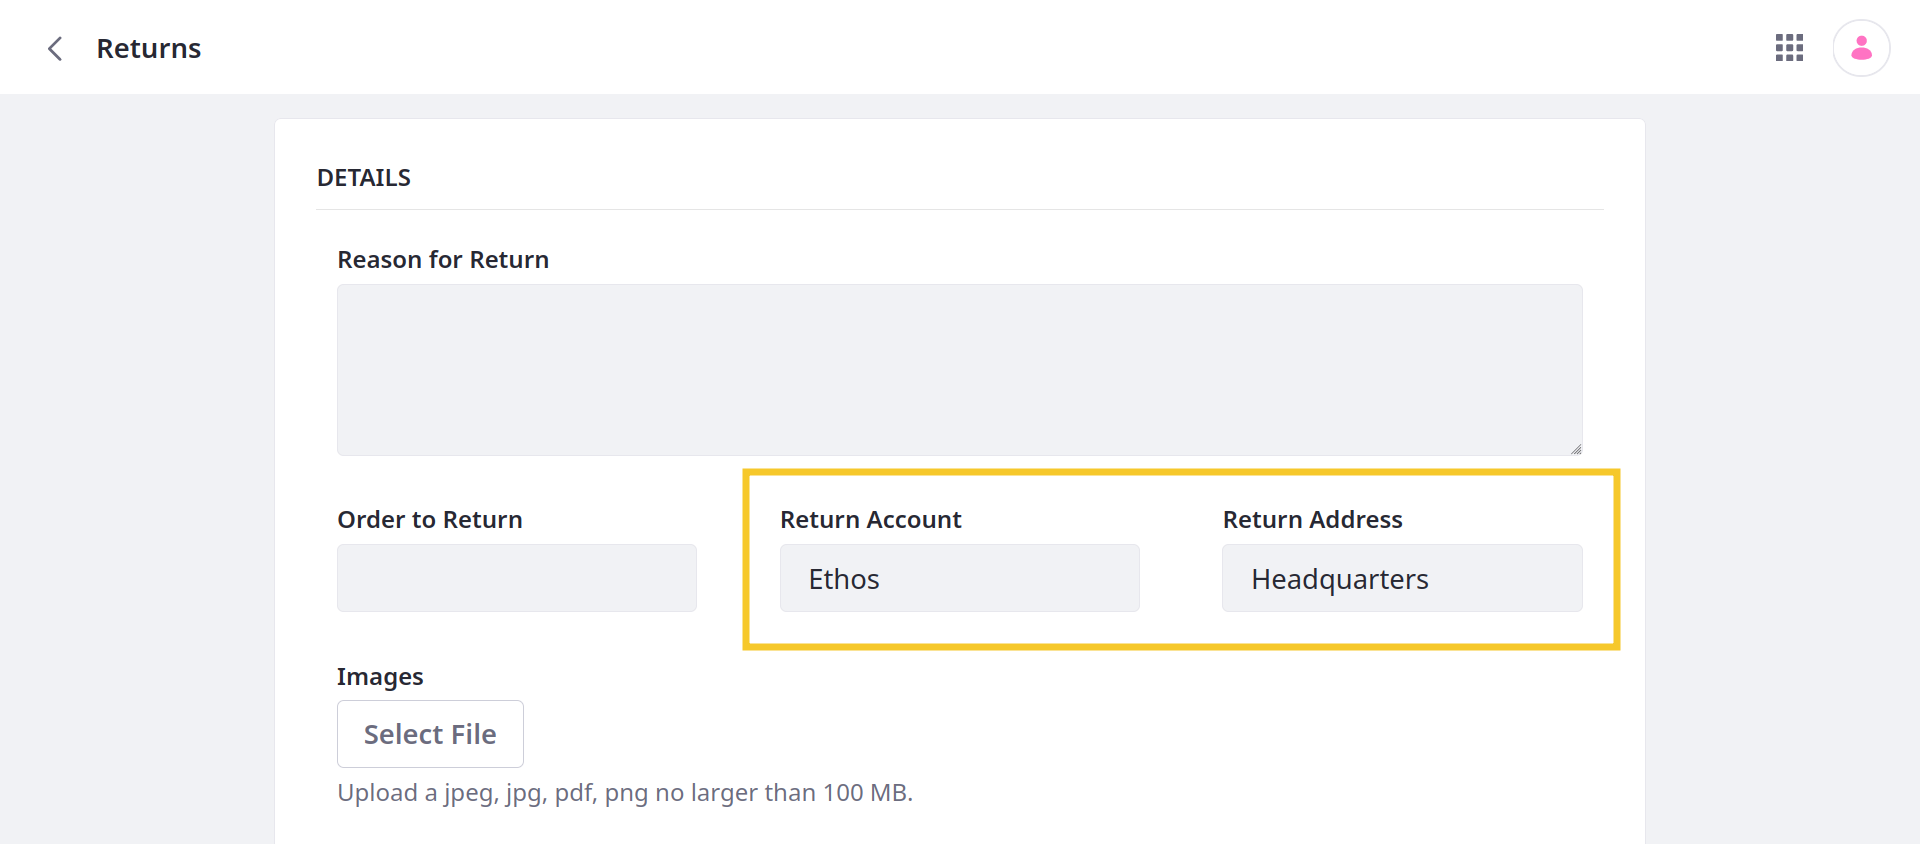 Returns
DETAILS
Reason for Return
Order to Return
Return Account
Return Address
Ethos
Headquarters
Images
Select File
Upload a jpeg, jpg, pdf, png no larger than 100 MB.